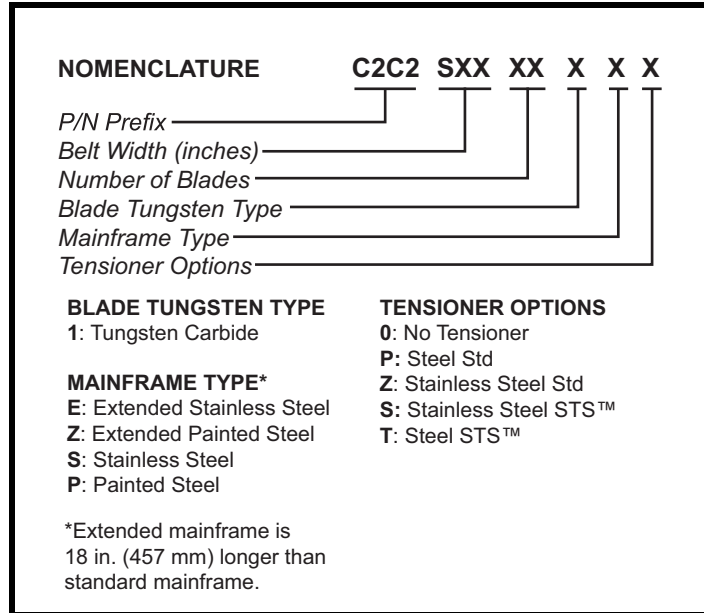 NOMENCLATURE C2C2 SXX XX X X X
P/N Prefix
Belt Width (inches)
Number of Blades
Blade Tungsten Type
Mainframe Type
Tensioner Options
BLADE TUNGSTEN TYPE
1: Tungsten Carbide
MAINFRAME TYPE*
E: Extended Stainless Steel
Z: Extended Painted Steel
S: Stainless Steel
P: Painted Steel
*Extended mainframe is
18 in. (457 mm) longer than
standard mainframe.
TENSIONER OPTIONS
0: No Tensioner
P: Steel Std
Z: Stainless Steel Std
S: Stainless Steel STS™
T: Steel STS™